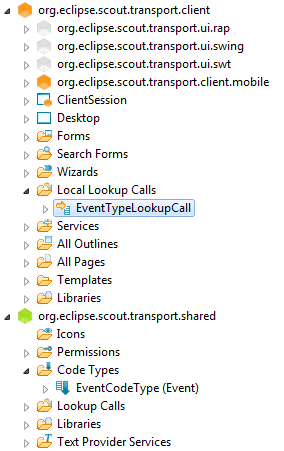 org.eclipse.scout.transport.client
org.eclipse.scout.transport.ui.rap
org.eclipse.scout.transport.ui.swing
org.eclipse.scout.transport.ui.swt
org.eclipse.scout.transport.client.mobile
ClientSession
Desktop
Forms
Search Forms
Wizards
Local Lookup Calls
EventTypeLookupCall
Services
All Outlines
All Pages
Templates
Libraries
org.eclipse.scout.transport.shared
Icons
Permissions
Code Types
EventCodeType (Event)
Lookup Calls
Libraries
Text Provider Services